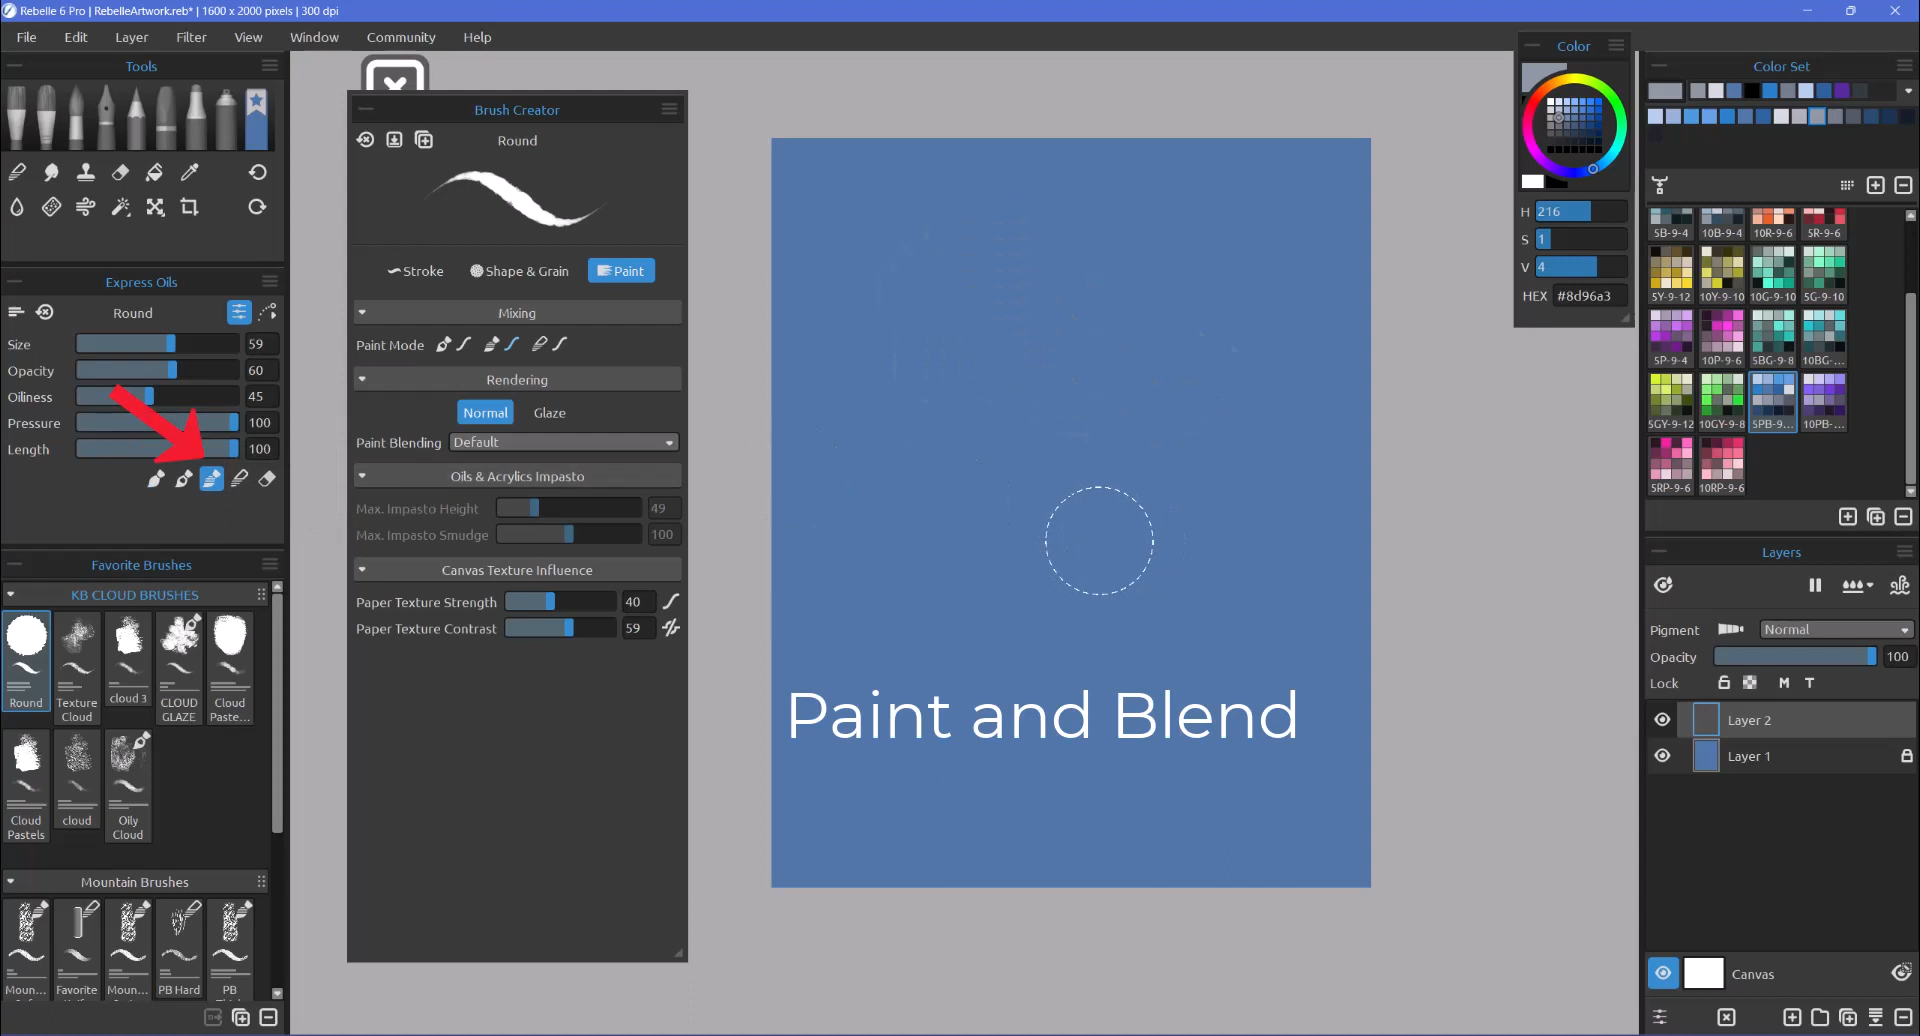 Rebelle 6 Pro | RebelleArtwork.reb* | 1600 x 2000 pixels | 300 dpi
File Edit Layer Filter View Window Community Help
Tools
Express Oils
Round
Size 59
Opacity 60
Oiliness 45
Pressure 100
Length 100
Favorite Brushes
KB CLOUD BRUSHES
Round
Texture Cloud
cloud 3
CLOUD GLAZE
Cloud Paste...
Cloud Pastels
cloud
Oily Cloud
Mountain Brushes
Moun...
Favorite
Moun...
PB Hard
PB
Brush Creator
Round
Stroke Shape & Grain Paint
Mixing
Paint Mode
Rendering
Normal Glaze
Paint Blending Default
Oils & Acrylics Impasto
Max. Impasto Height 49
Max. Impasto Smudge 100
Canvas Texture Influence
Paper Texture Strength 40
Paper Texture Contrast 59
Paint and Blend
Color
H 216
S 1
V 4
HEX #8d96a3
Color Set
5B-9-4 10B-9-4 10R-9-6 5R-9-6
5Y-9-12 10Y-9-10 10G-9-10 5G-9-10
5P-9-4 10P-9-6 5BG-9-8 10BG-...
5GY-9-12 10GY-9-8 5PB-9... 10PB-...
5RP-9-6 10RP-9-6
Layers
Pigment Normal
Opacity 100
Lock M T
Layer 2
Layer 1
Canvas